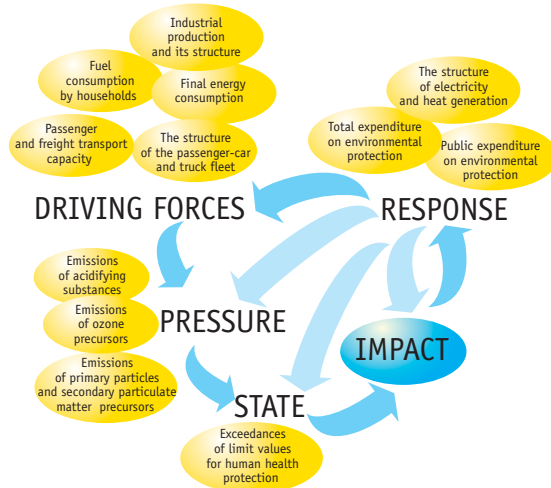 Industrial
production
and its structure
Fuel
consumption
by households
Final energy
consumption
Passenger
and freight transport
capacity
The structure
of the passenger-car
and truck fleet
The structure
of electricity
and heat generation
Total expenditure
on environmental
protection
Public expenditure
on environmental
protection
DRIVING FORCES
RESPONSE
Emissions
of acidifying
substances
Emissions
of ozone
precursors
Emissions
of primary particles
and secondary particulate
matter precursors
PRESSURE
IMPACT
STATE
Exceedances
of limit values
for human health
protection